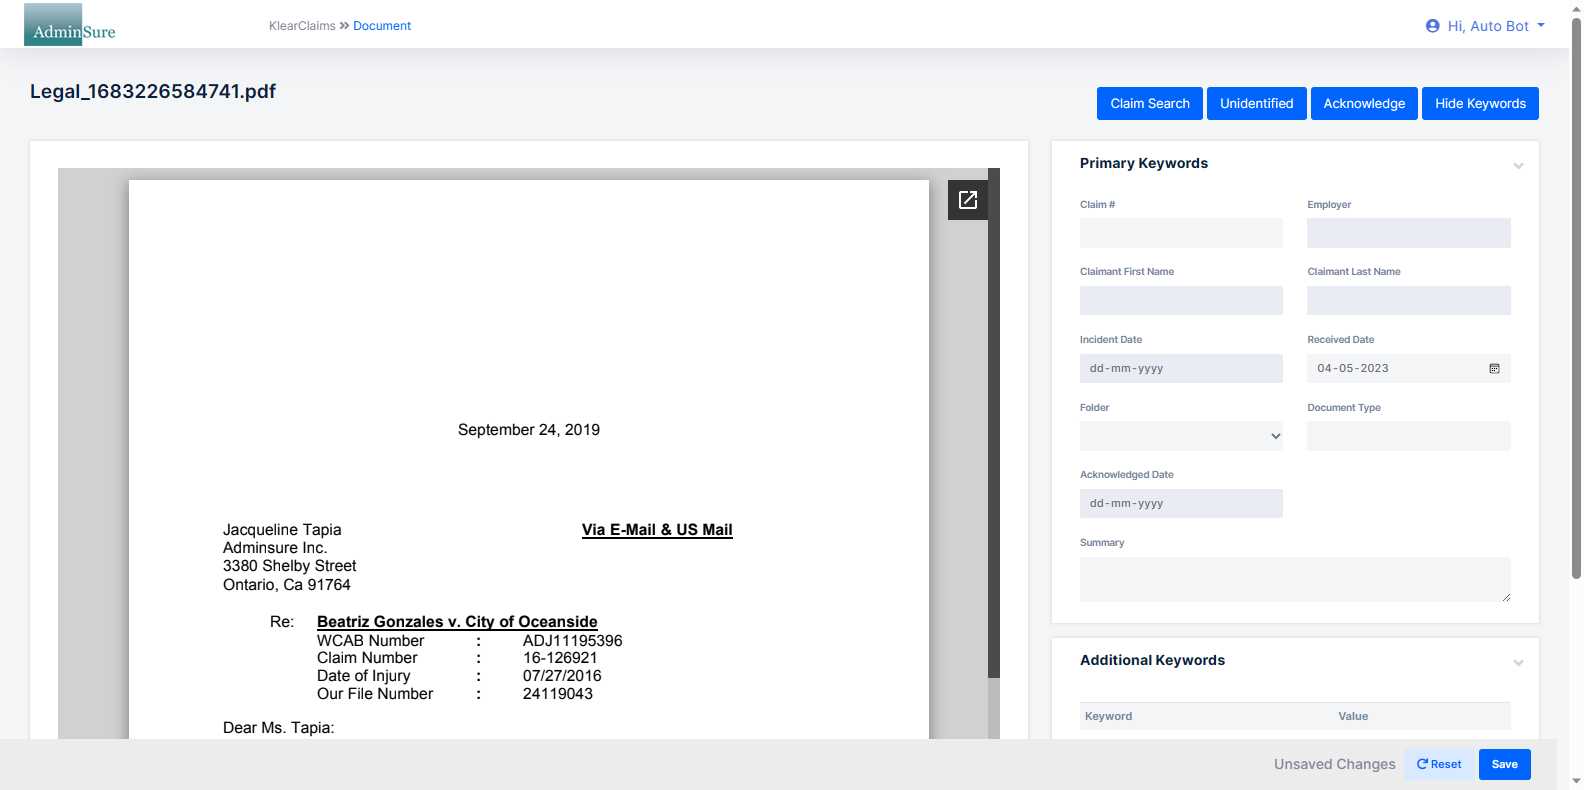 AdminSure
KlearClaims » Document
Hi, Auto Bot
Legal_1683226584741.pdf
Claim Search
Unidentified
Acknowledge
Hide Keywords
September 24, 2019
Jacqueline Tapia
Via E-Mail & US Mail
Adminsure Inc.
3380 Shelby Street
Ontario, Ca 91764
Re: Beatriz Gonzales v. City of Oceanside
WCAB Number : ADJ11195396
Claim Number : 16-126921
Date of Injury : 07/27/2016
Our File Number : 24119043
Dear Ms. Tapia:
Primary Keywords
Claim #
Employer
Claimant First Name
Claimant Last Name
Incident Date
Received Date
dd-mm-yyyy
04-05-2023
Folder
Document Type
Acknowledged Date
dd-mm-yyyy
Summary
Additional Keywords
Keyword
Value
Unsaved Changes
Reset
Save